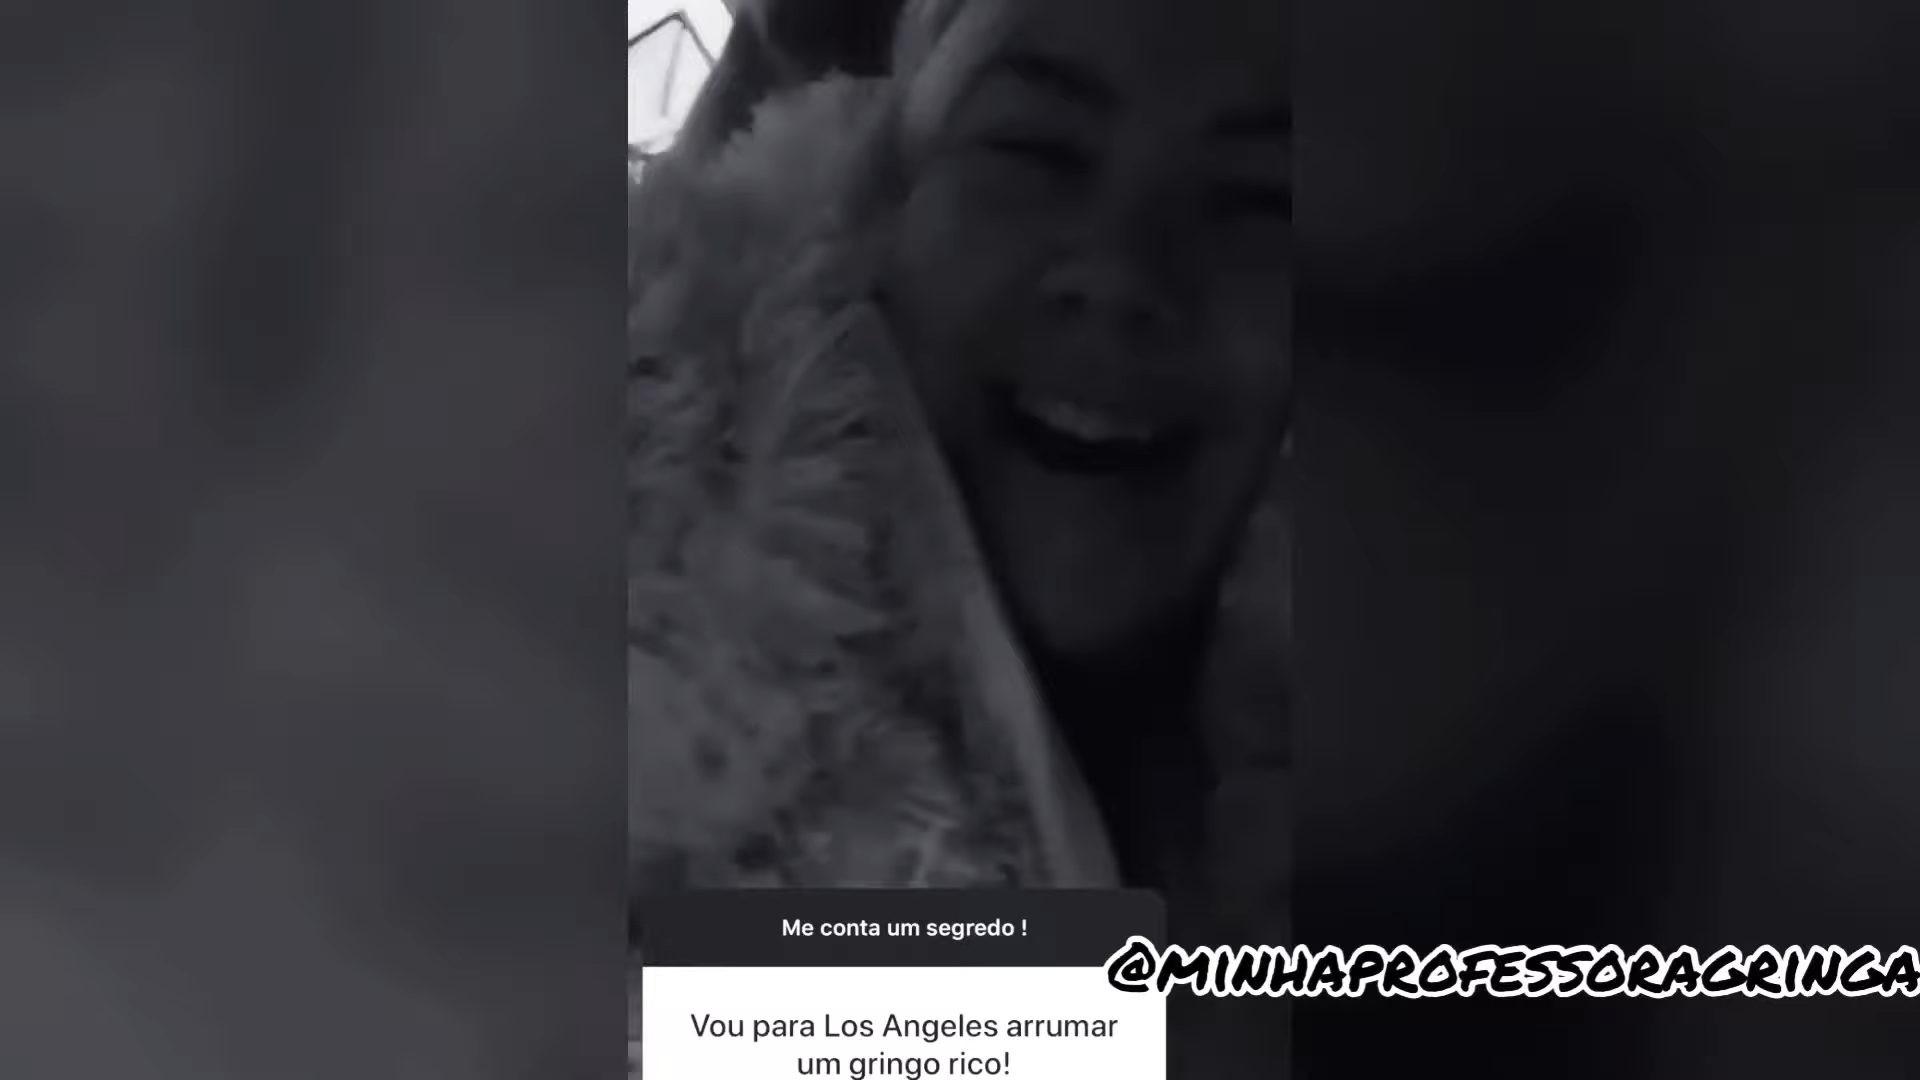 Me conta um segredo !
@MINHAPROFESSORAGRINGA
Vou para Los Angeles arrumar
um gringo rico!